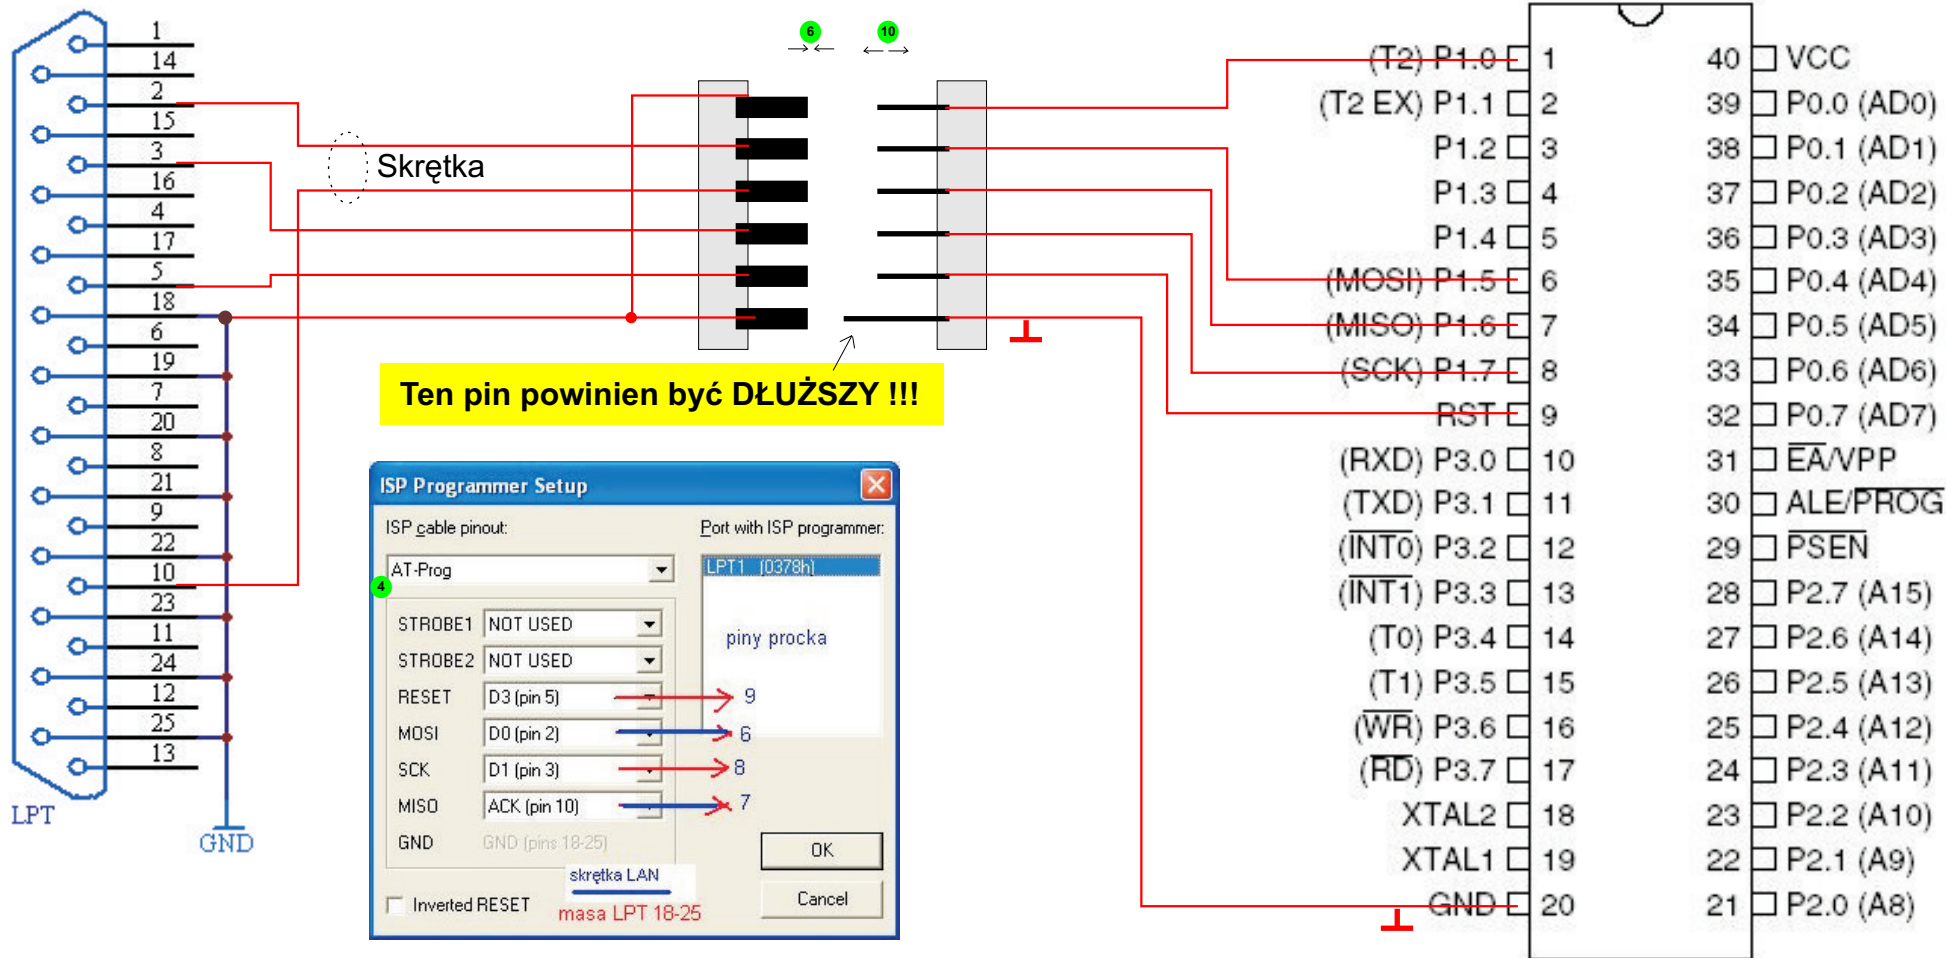 1
14
2
15
3
16
4
17
5
18
6
19
7
20
8
21
9
22
10
23
11
24
12
25
13
LPT
GND
6
10
Skrętka
Ten pin powinien być DŁUŻSZY !!!
ISP Programmer Setup
ISP cable pinout:
Port with ISP programmer:
AT-Prog
LPT1 (0378h)
4
piny procka
STROBE1 NOT USED
STROBE2 NOT USED
RESET D3 (pin 5) 9
MOSI D0 (pin 2) 6
SCK D1 (pin 3) 8
MISO ACK (pin 10) 7
GND GND (pins 18-25)
OK
skrętka LAN
Inverted RESET
masa LPT 18-25
Cancel
(T2) P1.0 1 40 VCC
(T2 EX) P1.1 2 39 P0.0 (AD0)
P1.2 3 38 P0.1 (AD1)
P1.3 4 37 P0.2 (AD2)
P1.4 5 36 P0.3 (AD3)
(MOSI) P1.5 6 35 P0.4 (AD4)
(MISO) P1.6 7 34 P0.5 (AD5)
(SCK) P1.7 8 33 P0.6 (AD6)
RST 9 32 P0.7 (AD7)
(RXD) P3.0 10 31 EA/VPP
(TXD) P3.1 11 30 ALE/PROG
(INT0) P3.2 12 29 PSEN
(INT1) P3.3 13 28 P2.7 (A15)
(T0) P3.4 14 27 P2.6 (A14)
(T1) P3.5 15 26 P2.5 (A13)
(WR) P3.6 16 25 P2.4 (A12)
(RD) P3.7 17 24 P2.3 (A11)
XTAL2 18 23 P2.2 (A10)
XTAL1 19 22 P2.1 (A9)
GND 20 21 P2.0 (A8)